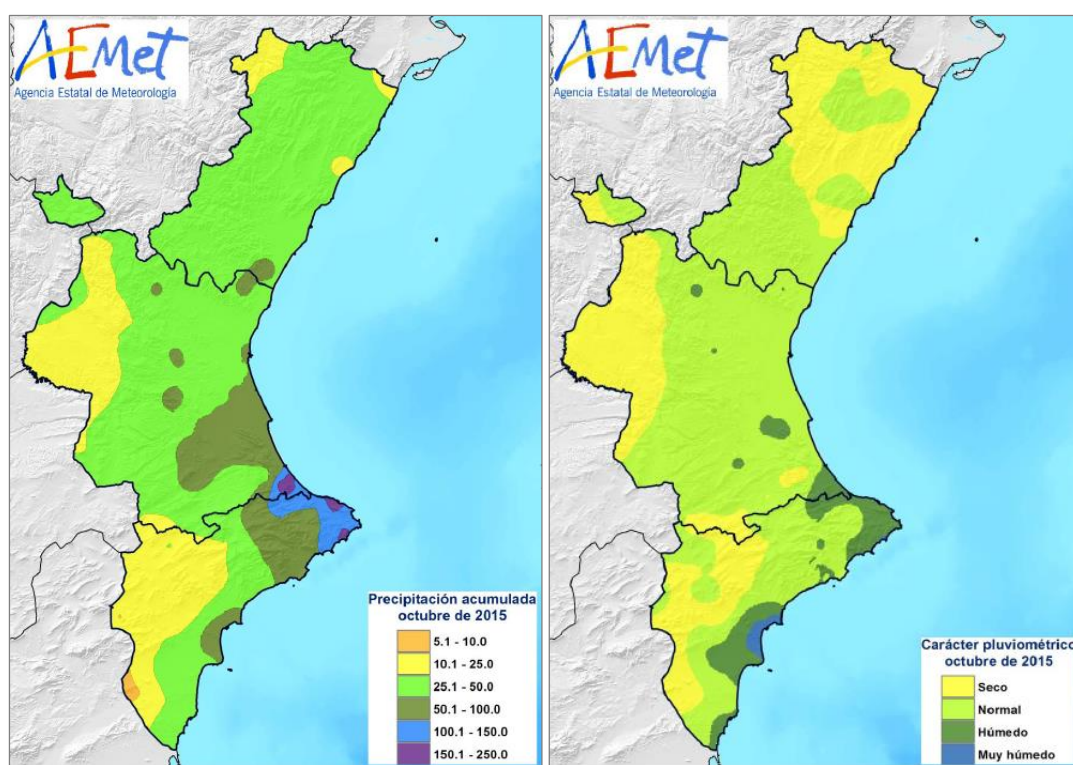 AEMet
Agencia Estatal de Meteorología
Precipitación acumulada
octubre de 2015
5.1 - 10.0
10.1 - 25.0
25.1 - 50.0
50.1 - 100.0
100.1 - 150.0
150.1 - 250.0
AEMet
Agencia Estatal de Meteorología
Carácter pluviométrico
octubre de 2015
Seco
Normal
Húmedo
Muy húmedo